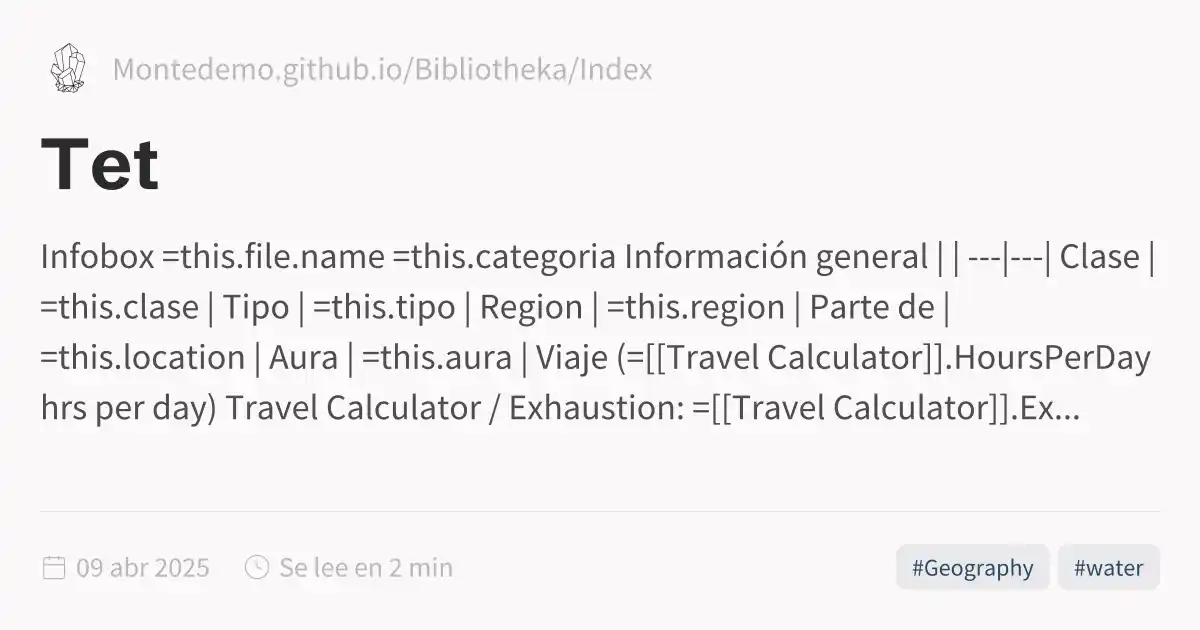 Montedemo.github.io/Bibliotheka/Index
Tet
Infobox =this.file.name =this.categoria Información general | | ---|---| Clase |
=this.clase | Tipo | =this.tipo | Region | =this.region | Parte de |
=this.location | Aura | =this.aura | Viaje (=[[Travel Calculator]].HoursPerDay
hrs per day) Travel Calculator / Exhaustion: =[[Travel Calculator]].Ex...
09 abr 2025 Se lee en 2 min #Geography #water